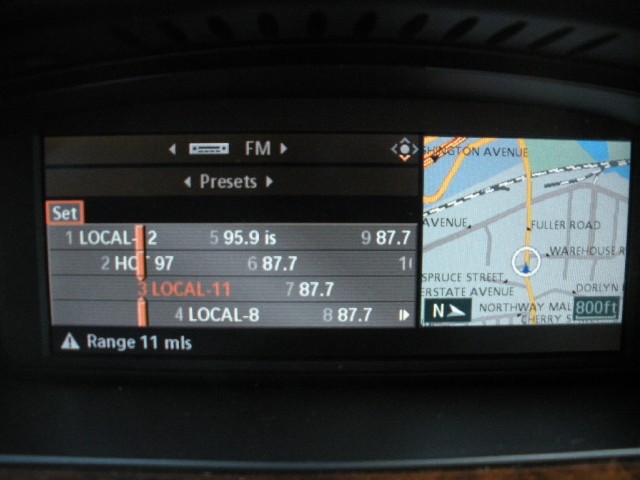 FM
Presets
Set
1 LOCAL- 2 5 95.9 is 9 87.7
2 HOT 97 6 87.7
3 LOCAL-11 7 87.7
4 LOCAL-8 8 87.7
Range 11 mls
HINGTON AVENUE
AVENUE
FULLER ROAD
WAREHOUSE R
SPRUCE STREET
ERSTATE AVENUE
DORLYN
NORTHWAY MAL
CHERRY S
N
800ft